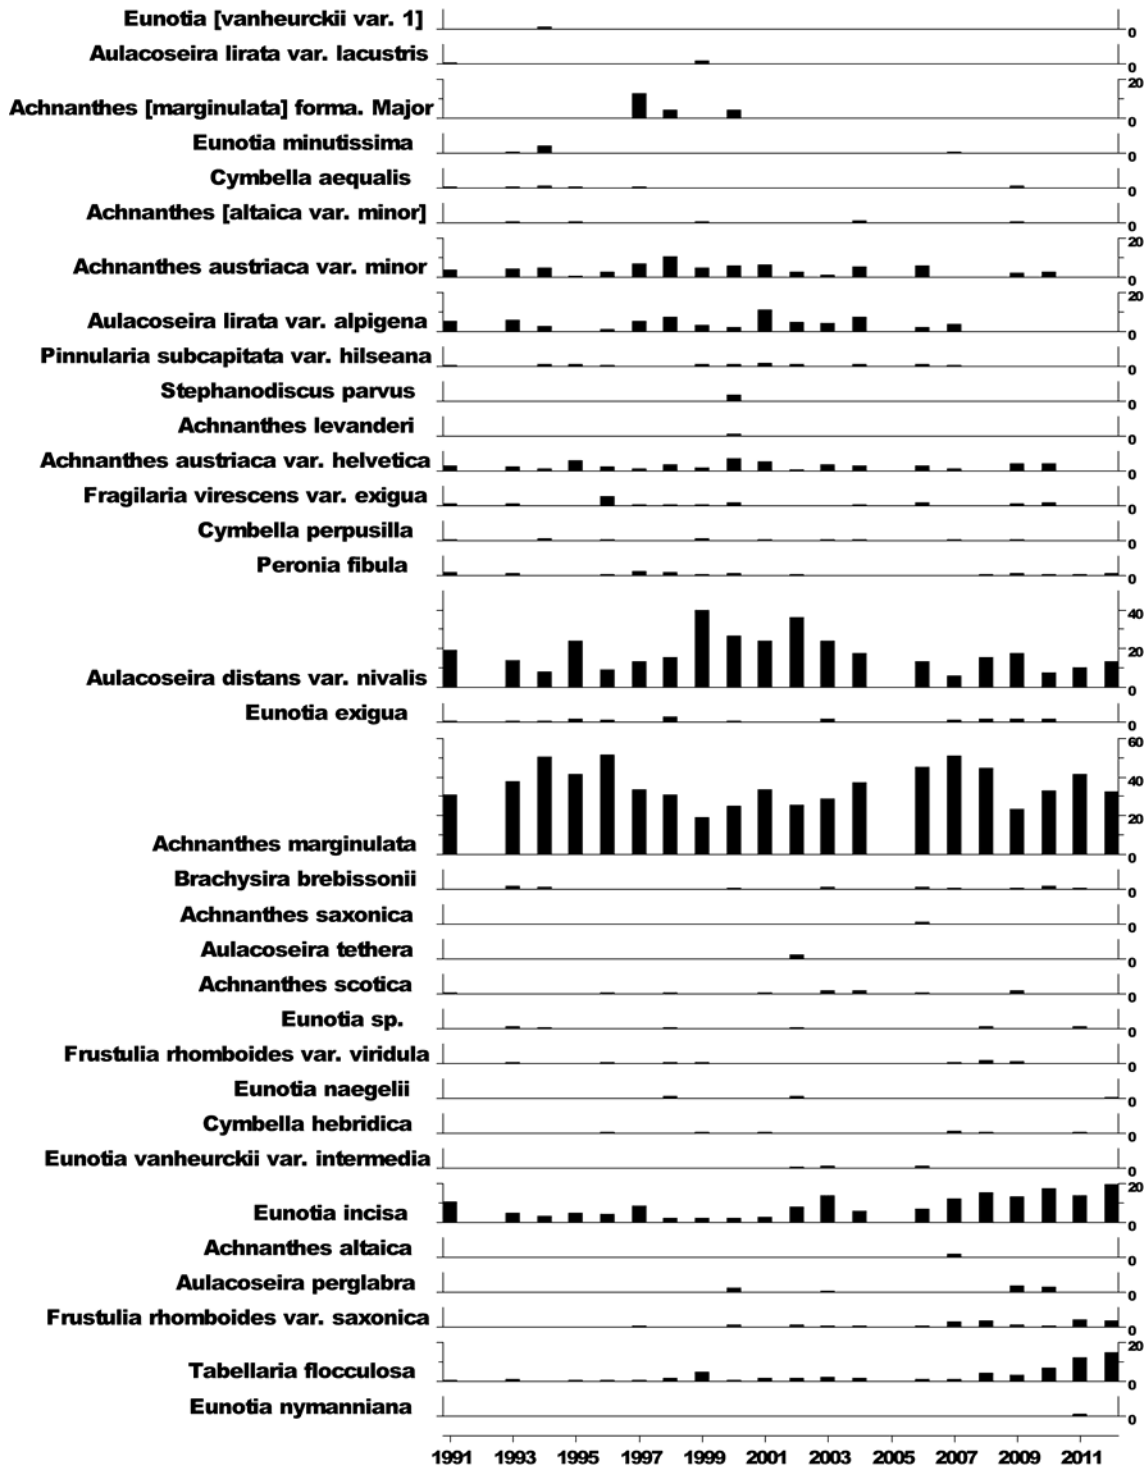 Eunotia [vanheurckii var. 1] 0
Aulacoseira lirata var. lacustris 0
20
Achnanthes [marginulata] forma. Major 0
Eunotia minutissima 0
Cymbella aequalis 0
Achnanthes [altaica var. minor] 0
20
Achnanthes austriaca var. minor 0
20
Aulacoseira lirata var. alpigena 0
Pinnularia subcapitata var. hilseana 0
Stephanodiscus parvus 0
Achnanthes levanderi 0
Achnanthes austriaca var. helvetica 0
Fragilaria virescens var. exigua 0
Cymbella perpusilla 0
Peronia fibula 0
40
20
Aulacoseira distans var. nivalis 0
Eunotia exigua 0
60
40
20
Achnanthes marginulata 0
Brachysira brebissonii 0
Achnanthes saxonica 0
Aulacoseira tethera 0
Achnanthes scotica 0
Eunotia sp. 0
Frustulia rhomboides var. viridula 0
Eunotia naegelii 0
Cymbella hebridica 0
Eunotia vanheurckii var. intermedia 0
20
Eunotia incisa 0
Achnanthes altaica 0
Aulacoseira perglabra 0
Frustulia rhomboides var. saxonica 0
20
Tabellaria flocculosa 0
Eunotia nymanniana 0
1991 1993 1995 1997 1999 2001 2003 2005 2007 2009 2011